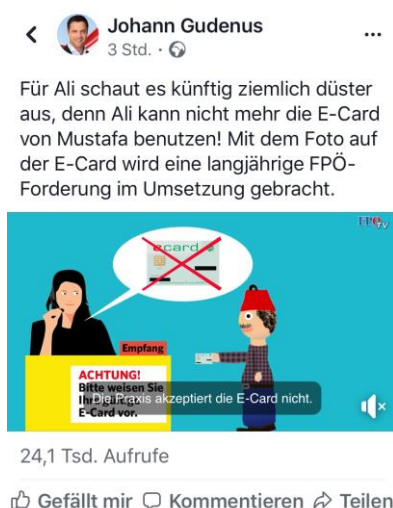 Johann Gudenus
3 Std. ·
Für Ali schaut es künftig ziemlich düster
aus, denn Ali kann nicht mehr die E-Card
von Mustafa benutzen! Mit dem Foto auf
der E-Card wird eine langjährige FPÖ-
Forderung im Umsetzung gebracht.
FPÖ TV
ecard
Empfang
ACHTUNG!
Bitte weisen Sie
Ihre gültige
E-Card vor.
Die Praxis akzeptiert die E-Card nicht.
24,1 Tsd. Aufrufe
Gefällt mir Kommentieren Teilen